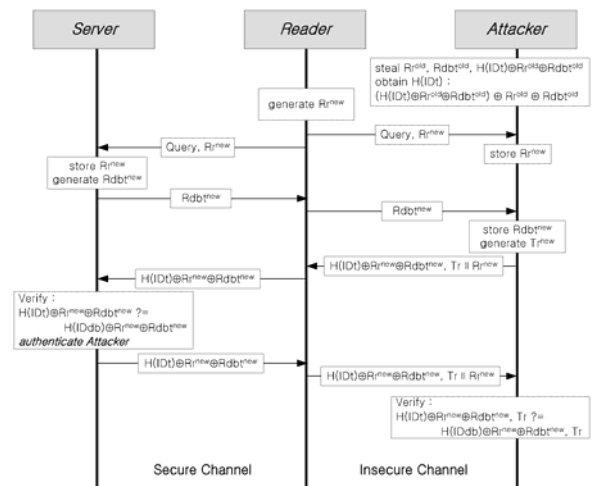 Server Reader Attacker
steal Rr^old, Rdbt^old, H(IDt)⊕Rr^old⊕Rdbt^old
obtain H(IDt) :
(H(IDt)⊕Rr^old⊕Rdbt^old) ⊕ Rr^old ⊕ Rdbt^old
generate Rr^new
Query, Rr^new
Query, Rr^new
store Rr^new
store Rr^new
generate Rdbt^new
Rdbt^new
Rdbt^new
store Rdbt^new
generate Tr^new
H(IDt)⊕Rr^new⊕Rdbt^new, Tr ∥ Rr^new
H(IDt)⊕Rr^new⊕Rdbt^new
Verify :
H(IDt)⊕Rr^new⊕Rdbt^new ?=
H(IDdb)⊕Rr^new⊕Rdbt^new
authenticate Attacker
H(IDt)⊕Rr^new⊕Rdbt^new
H(IDt)⊕Rr^new⊕Rdbt^new, Tr ∥ Rr^new
Verify :
H(IDt)⊕Rr^new⊕Rdbt^new, Tr ?=
H(IDdb)⊕Rr^new⊕Rdbt^new, Tr
Secure Channel Insecure Channel